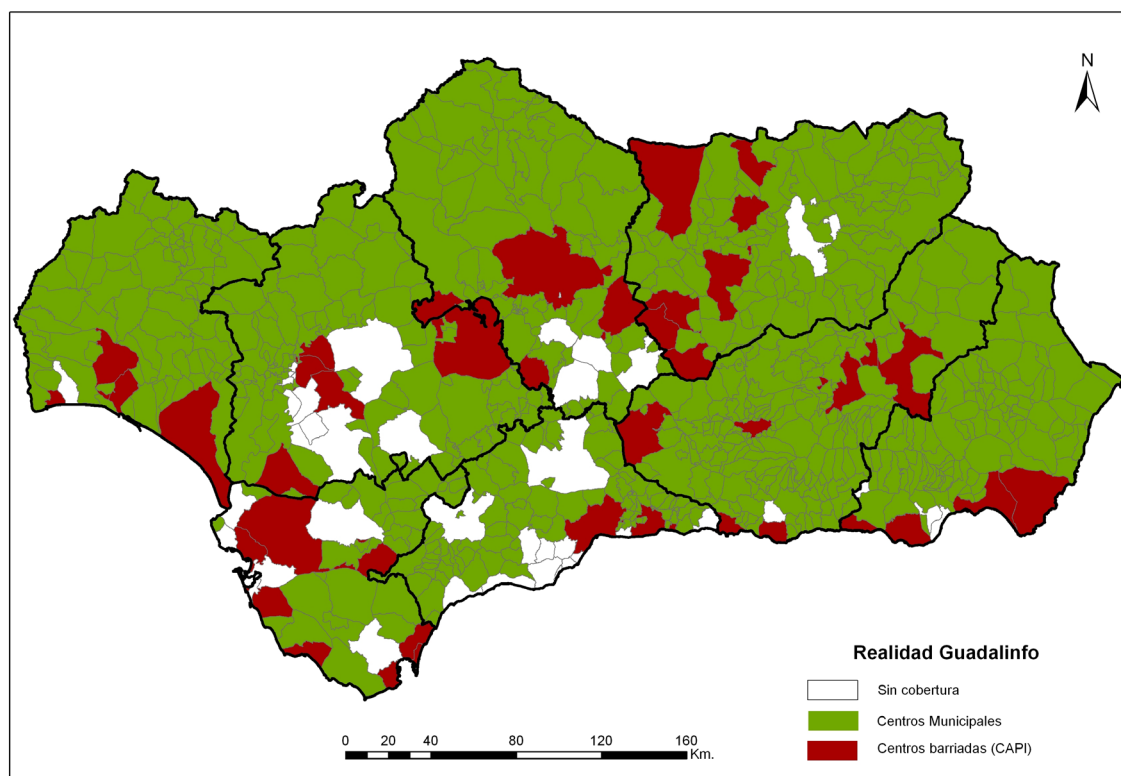 N
Realidad Guadalinfo
Sin cobertura
Centros Municipales
Centros barriadas (CAPI)
0 20 40 80 120 160
Km.